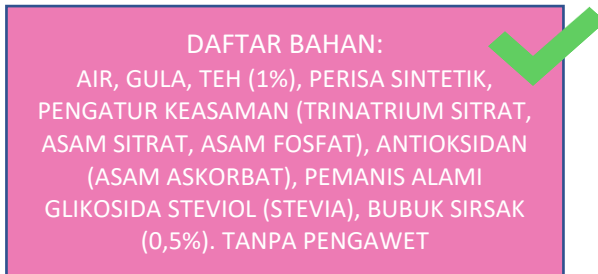 DAFTAR BAHAN:
AIR, GULA, TEH (1%), PERISA SINTETIK,
PENGATUR KEASAMAN (TRINATRIUM SITRAT,
ASAM SITRAT, ASAM FOSFAT), ANTIOKSIDAN
(ASAM ASKORBAT), PEMANIS ALAMI
GLIKOSIDA STEVIOL (STEVIA), BUBUK SIRSAK
(0,5%). TANPA PENGAWET